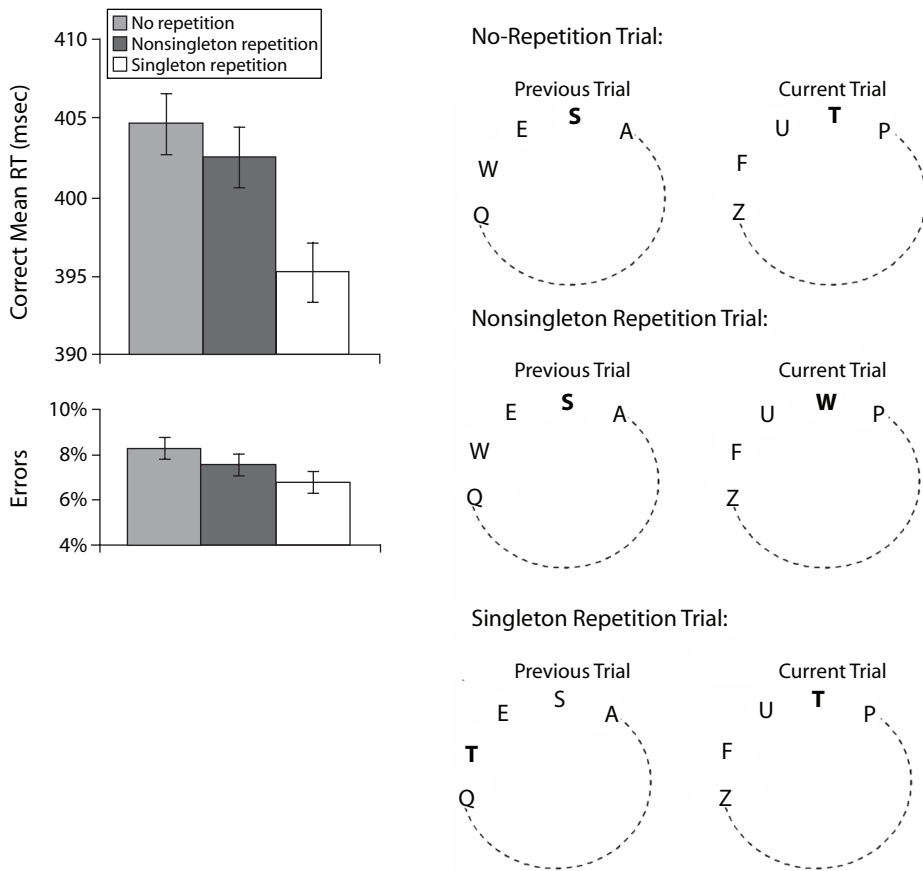 No repetition
Nonsingleton repetition
Singleton repetition
410
405
400
395
390
Correct Mean RT (msec)
10%
8%
6%
4%
Errors
No-Repetition Trial:
Previous Trial
Q W E S A
Current Trial
Z F U T P
Nonsingleton Repetition Trial:
Previous Trial
Q W E S A
Current Trial
Z F U W P
Singleton Repetition Trial:
Previous Trial
Q T E S A
Current Trial
Z F U T P